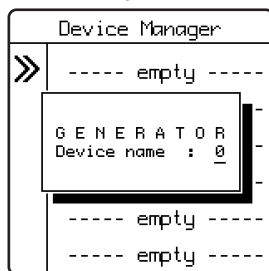 Device Manager
----- empty -----
-
G E N E R A T O R
Device name : 0
-
-
----- empty -----
----- empty -----